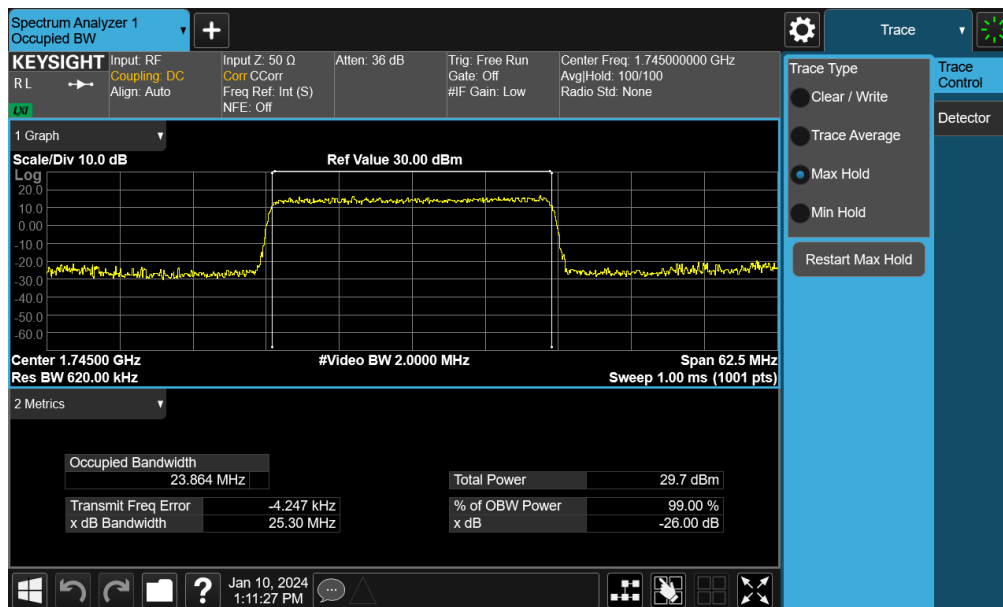 Spectrum Analyzer 1
Occupied BW
+
Trace
KEYSIGHT
R L
LXI
Input: RF
Coupling: DC
Align: Auto
Input Z: 50 Ω
Corr CCorr
Freq Ref: Int (S)
NFE: Off
Atten: 36 dB
Trig: Free Run
Gate: Off
#IF Gain: Low
Center Freq: 1.745000000 GHz
Avg|Hold: 100/100
Radio Std: None
Trace Type
Clear / Write
Trace Average
Max Hold
Min Hold
Restart Max Hold
Trace
Control
Detector
1 Graph
Scale/Div 10.0 dB
Ref Value 30.00 dBm
Log
20.0
10.0
0.00
-10.0
-20.0
-30.0
-40.0
-50.0
-60.0
Center 1.74500 GHz
#Video BW 2.0000 MHz
Span 62.5 MHz
Res BW 620.00 kHz
Sweep 1.00 ms (1001 pts)
2 Metrics
Occupied Bandwidth
23.864 MHz
Total Power 29.7 dBm
Transmit Freq Error -4.247 kHz
% of OBW Power 99.00 %
x dB Bandwidth 25.30 MHz
x dB -26.00 dB
?
Jan 10, 2024
1:11:27 PM